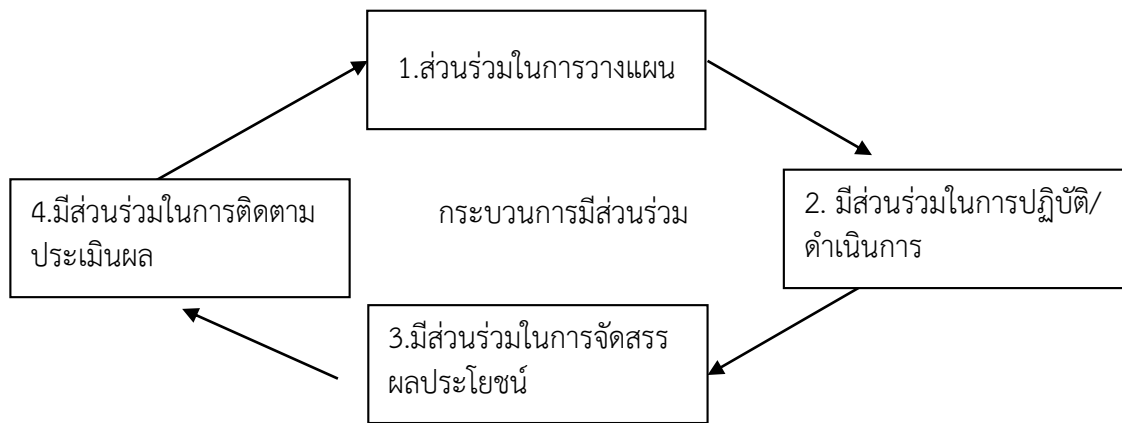 1.ส่วนร่วมในการวางแผน
2. มีส่วนร่วมในการปฏิบัติ/
ดำเนินการ
3.มีส่วนร่วมในการจัดสรร
ผลประโยชน์
4.มีส่วนร่วมในการติดตาม
ประเมินผล
กระบวนการมีส่วนร่วม